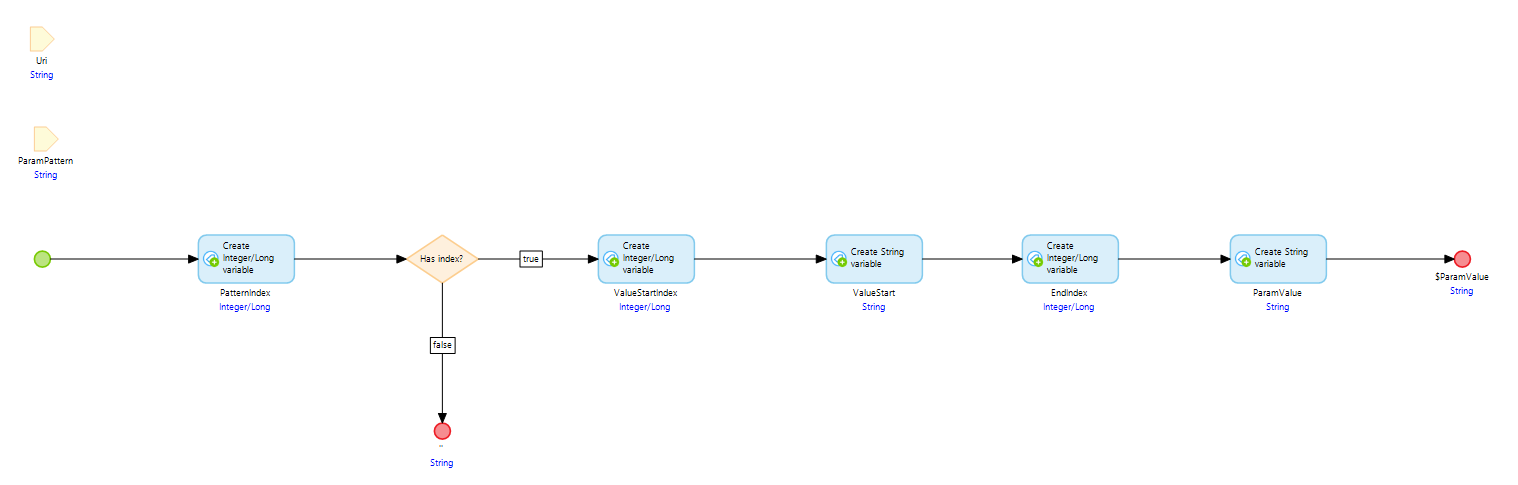 Uri
String
ParamPattern
String
Create
Integer/Long
variable
PatternIndex
Integer/Long
Has index?
true
Create
Integer/Long
variable
ValueStartIndex
Integer/Long
Create String
variable
ValueStart
String
Create
Integer/Long
variable
EndIndex
Integer/Long
Create String
variable
ParamValue
String
$ParamValue
String
false
''
String